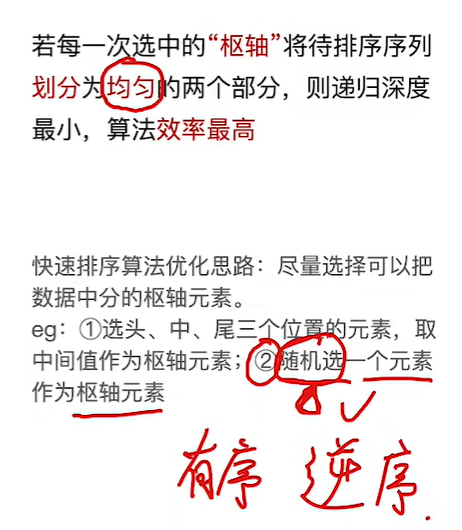 若每一次选中的“枢轴”将待排序序列
划分为均匀的两个部分，则递归深度
最小，算法效率最高
快速排序算法优化思路：尽量选择可以把
数据中分的枢轴元素。
eg：①选头、中、尾三个位置的元素，取
中间值作为枢轴元素；②随机选一个元素
作为枢轴元素
有序 逆序.